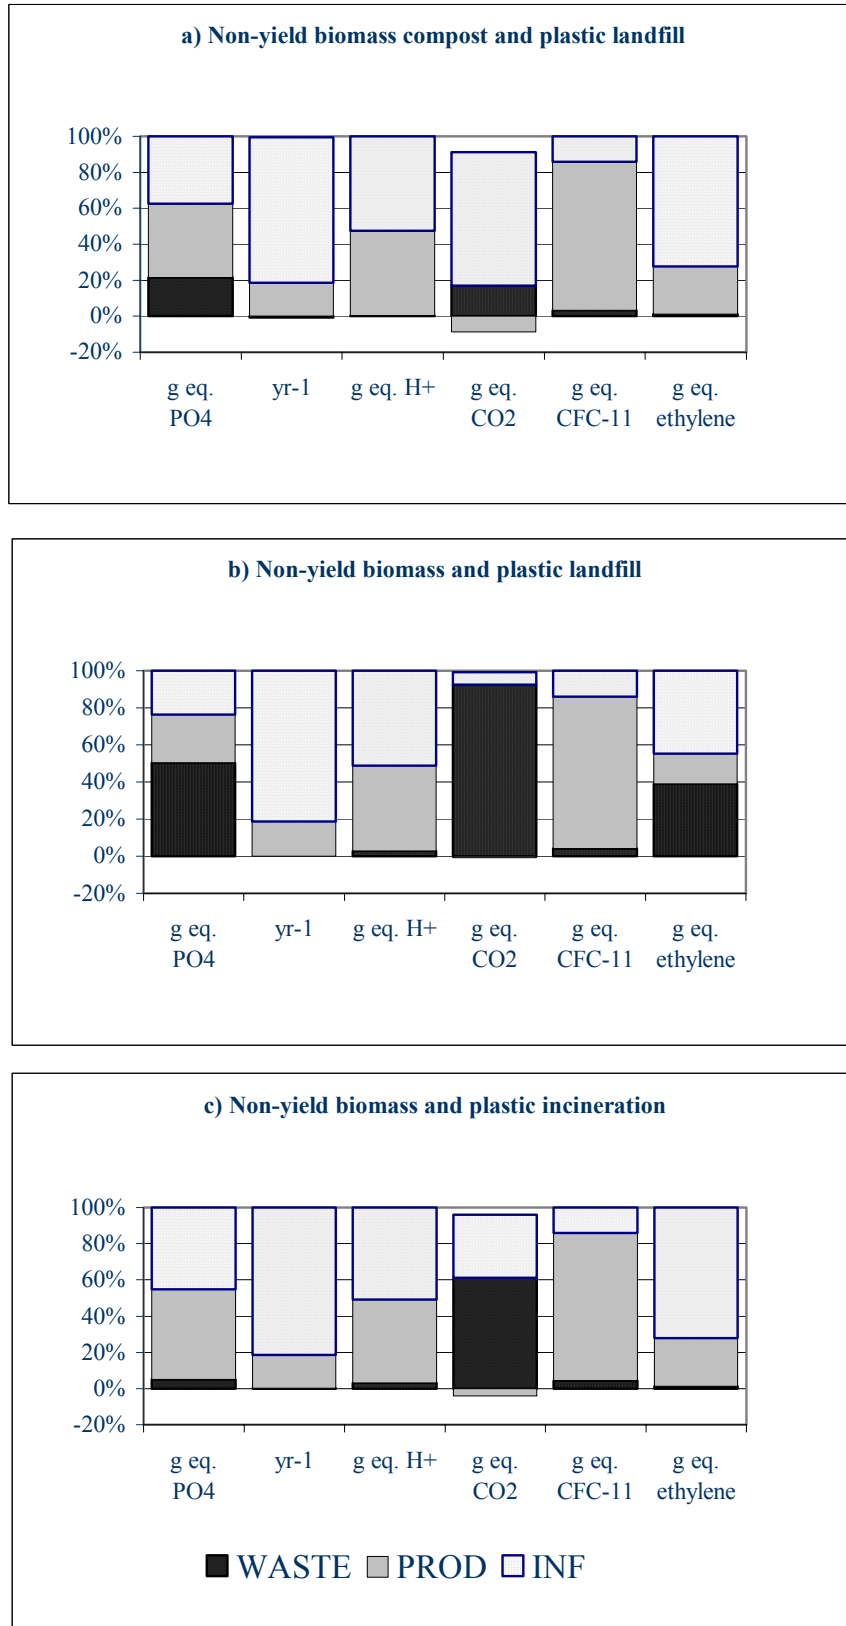 a) Non-yield biomass compost and plastic landfill
100%
80%
60%
40%
20%
0%
-20%
g eq. PO4
yr-1
g eq. H+
g eq. CO2
g eq. CFC-11
g eq. ethylene
b) Non-yield biomass and plastic landfill
100%
80%
60%
40%
20%
0%
-20%
g eq. PO4
yr-1
g eq. H+
g eq. CO2
g eq. CFC-11
g eq. ethylene
c) Non-yield biomass and plastic incineration
100%
80%
60%
40%
20%
0%
-20%
g eq. PO4
yr-1
g eq. H+
g eq. CO2
g eq. CFC-11
g eq. ethylene
WASTE PROD INF